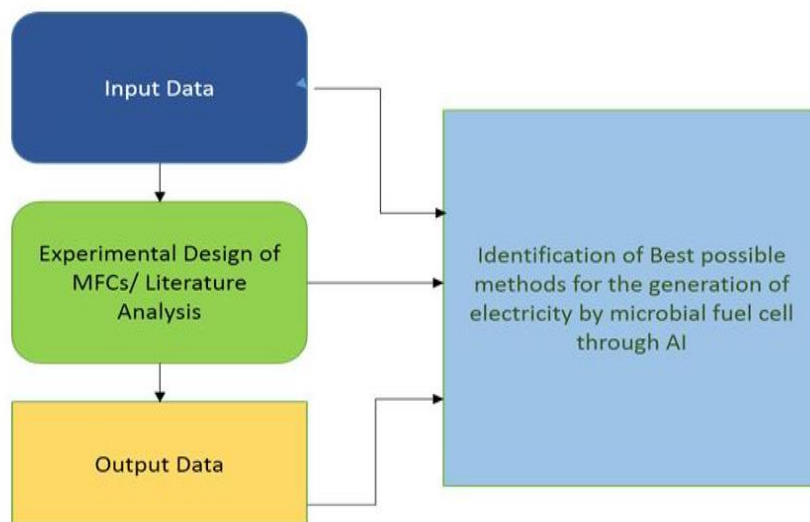 Input Data
Experimental Design of
MFCs/ Literature
Analysis
Output Data
Identification of Best possible
methods for the generation of
electricity by microbial fuel cell
through AI